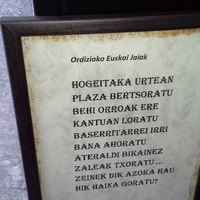 Ordiziako Euskal Jaiak
HOGEITAKA URTEAN
PLAZA BERTSORATU
BEHI ORROAK ERE
KANTUAN LORATU
BASERRITARREI IRRI
BANA AHORATU
ATERALDI BIKAINEZ
ZALEAK TXORATU ...
ZEINEK DIK AZOKA HAU
HIK HAINA GORATU?